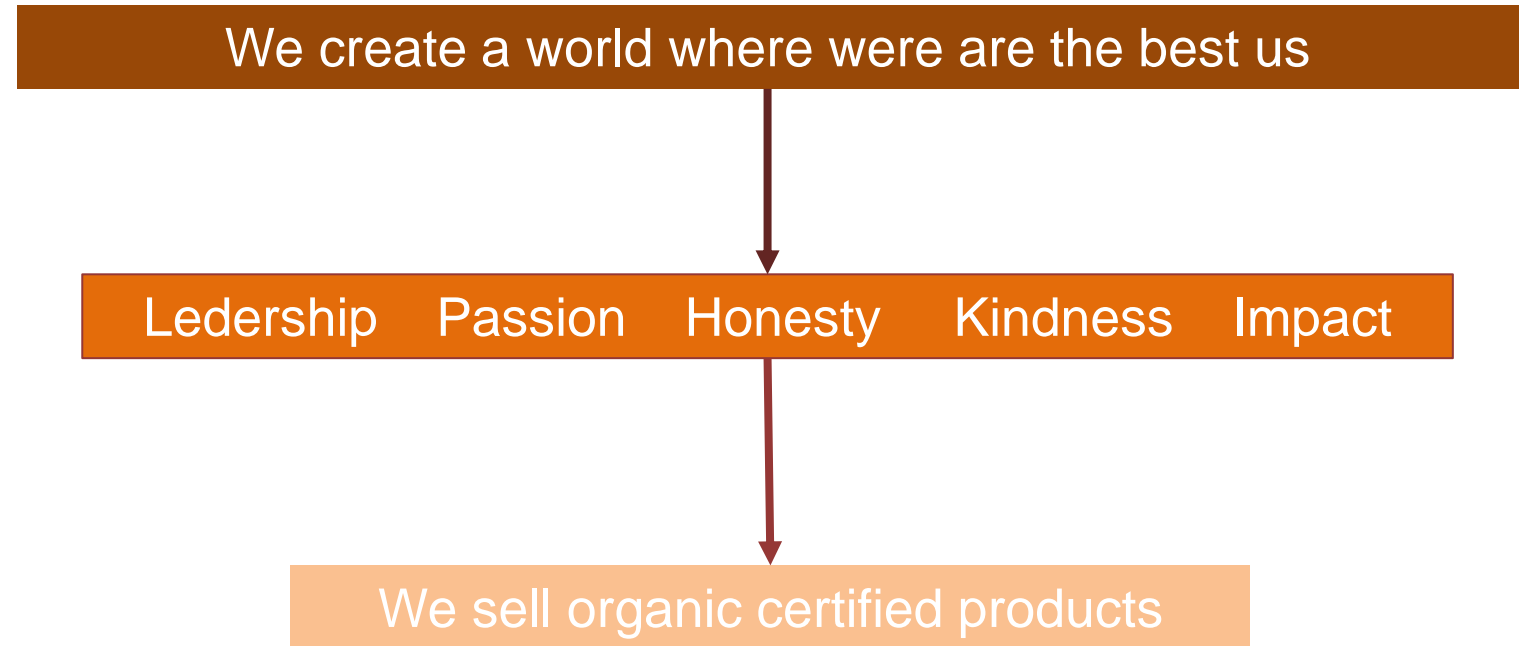 We create a world where were are the best us
Ledership Passion Honesty Kindness Impact
We sell organic certified products